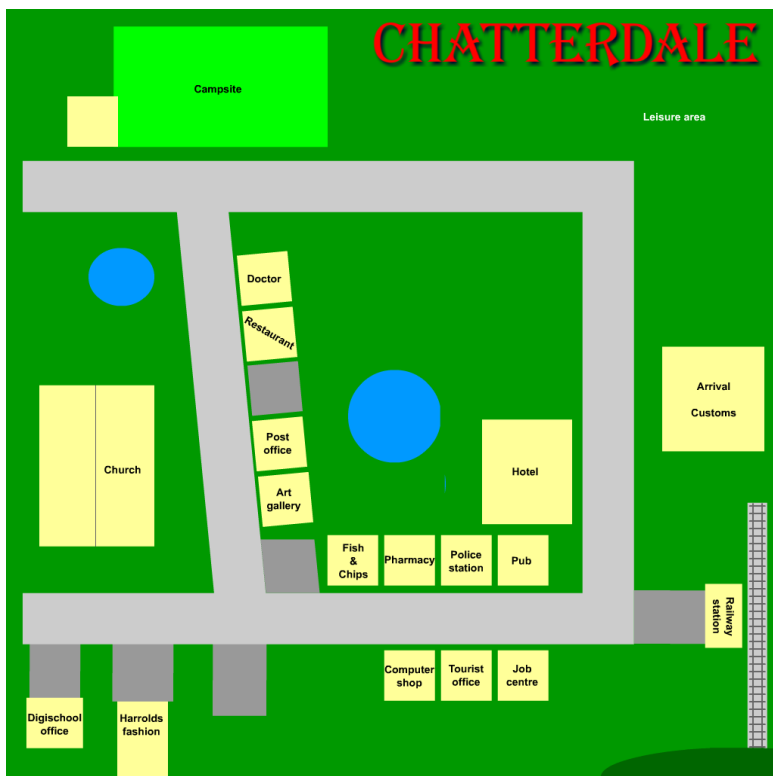 CHATTERDALE
Campsite
Leisure area
Doctor
Restaurant
Arrival
Customs
Post
office
Church
Hotel
Art
gallery
Fish
&
Chips
Pharmacy
Police
station
Pub
Railway
station
Computer
shop
Tourist
office
Job
centre
Digischool
office
Harrolds
fashion